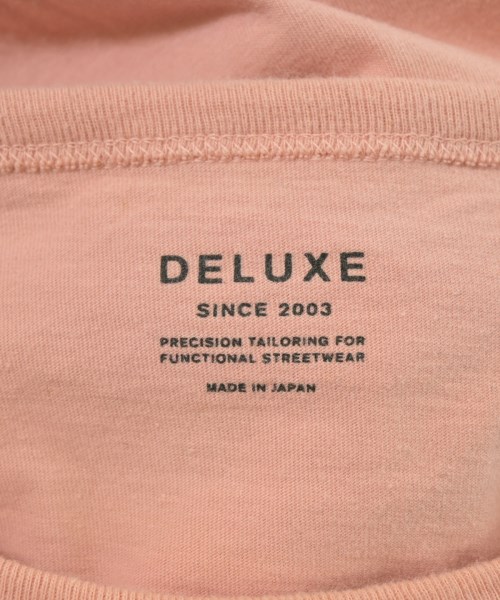 DELUXE
SINCE 2003
PRECISION TAILORING FOR
FUNCTIONAL STREETWEAR
MADE IN JAPAN